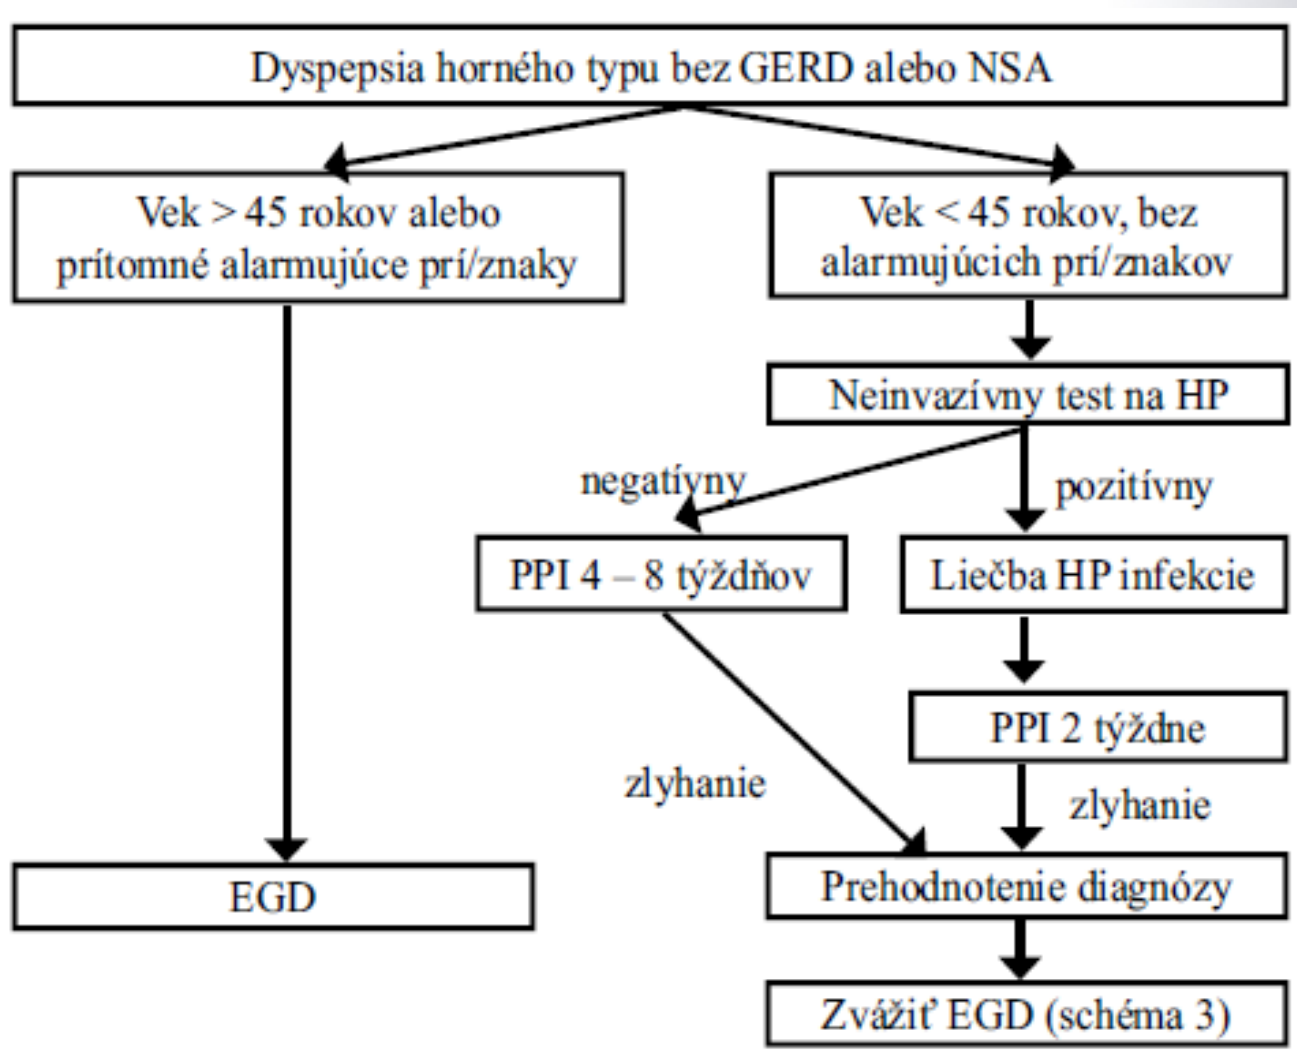 Dyspepsia horného typu bez GERD alebo NSA
Vek > 45 rokov alebo
prítomné alarmujúce prí/znaky
Vek < 45 rokov, bez
alarmujúcich prí/znakov
Neinvazívny test na HP
negatívny
pozitívny
PPI 4 – 8 týždňov
Liečba HP infekcie
PPI 2 týždne
zlyhanie
zlyhanie
Prehodnotenie diagnózy
EGD
Zvážiť EGD (schéma 3)